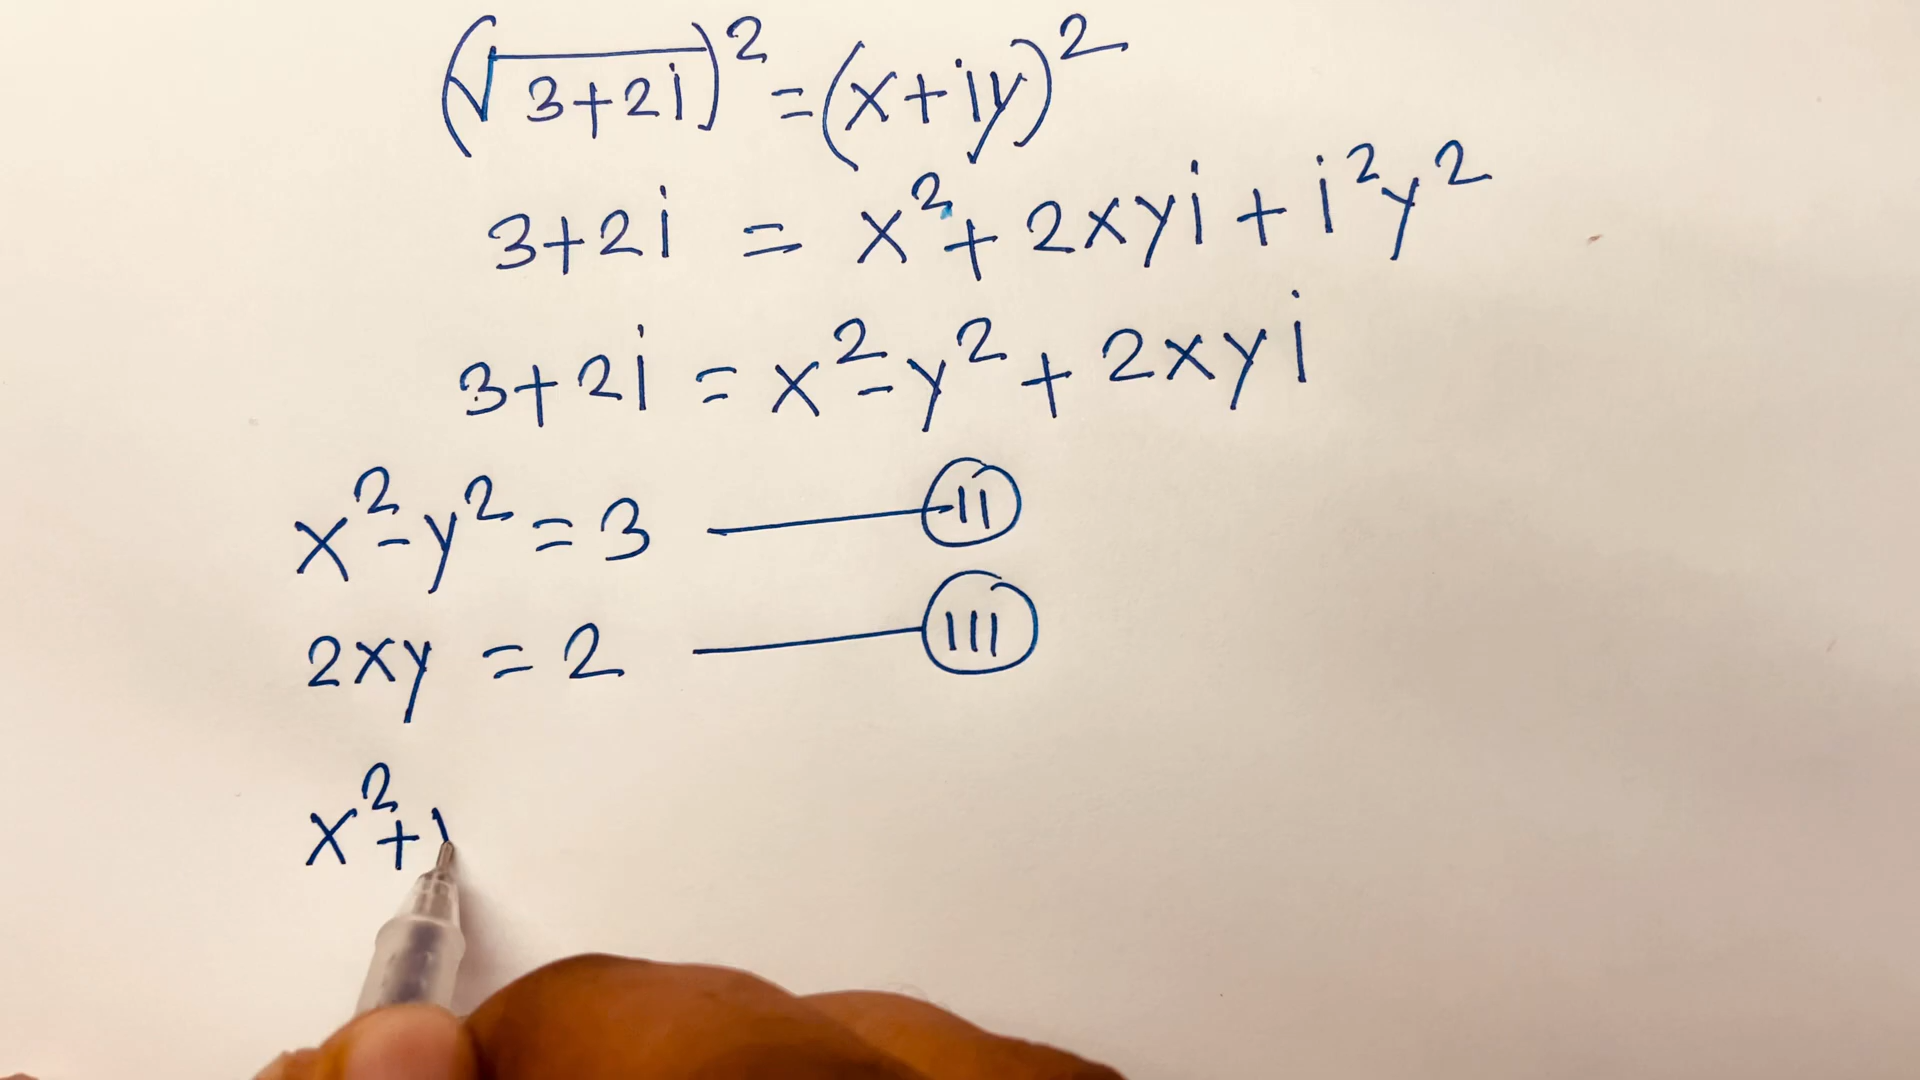 (√3+2i)² = (x+iy)²
3+2i = x² + 2xyi + i²y²
3+2i = x² - y² + 2xyi
x² - y² = 3 —— II
2xy = 2 —— III
x² +